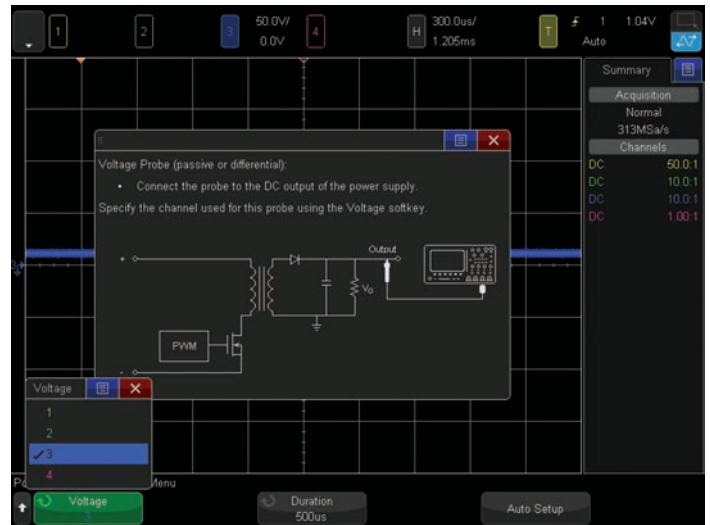 1
2
3
50.0V/
0.0V
4
H
300.0us/
1.205ms
T
1
1.04V
Auto
Summary
Acquisition
Normal
313MSa/s
Channels
DC 50.0:1
DC 10.0:1
DC 10.0:1
DC 1.00:1
Voltage Probe (passive or differential):
• Connect the probe to the DC output of the power supply.
Specify the channel used for this probe using the Voltage softkey.
+
Output
Vo
PWM
-
Voltage
1
2
3
4
Menu
Voltage
3
Duration
500us
Auto Setup